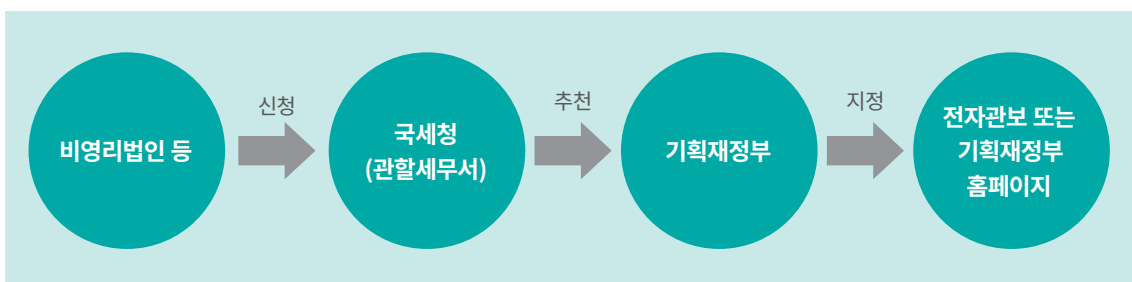 비영리법인 등
신청
국세청
(관할세무서)
추천
기획재정부
지정
전자관보 또는
기획재정부
홈페이지